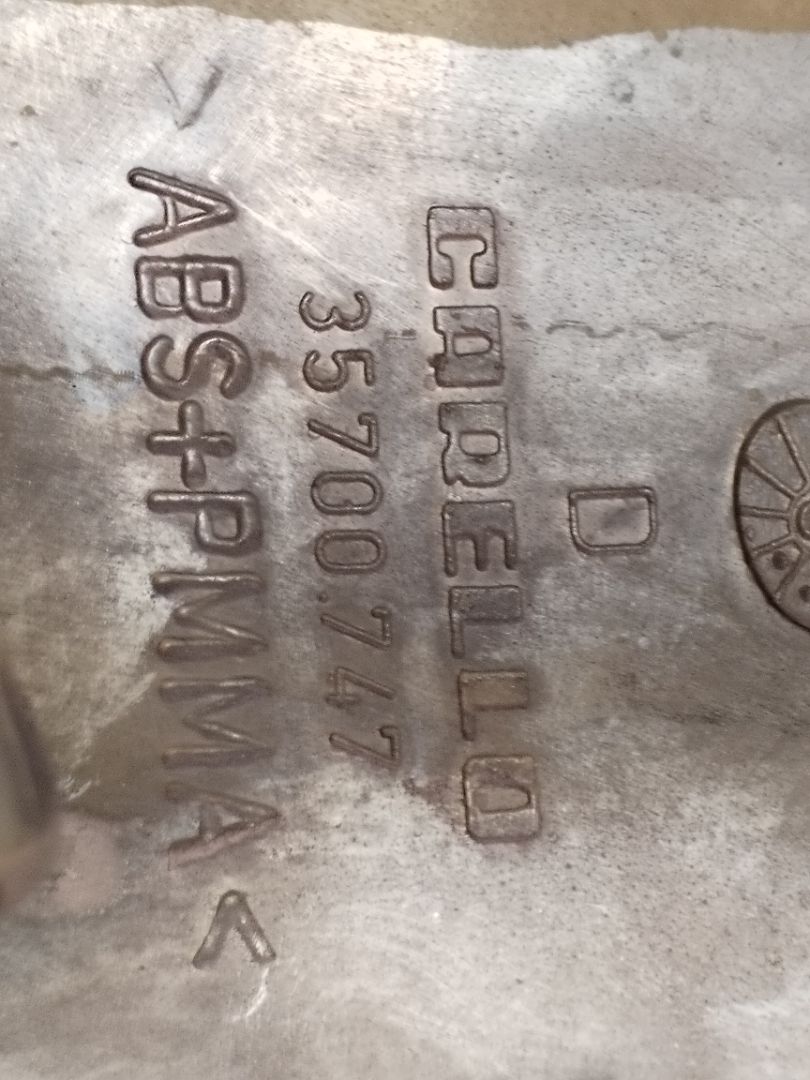 D
CARELLO
35700.747
>ABS+PMMA<